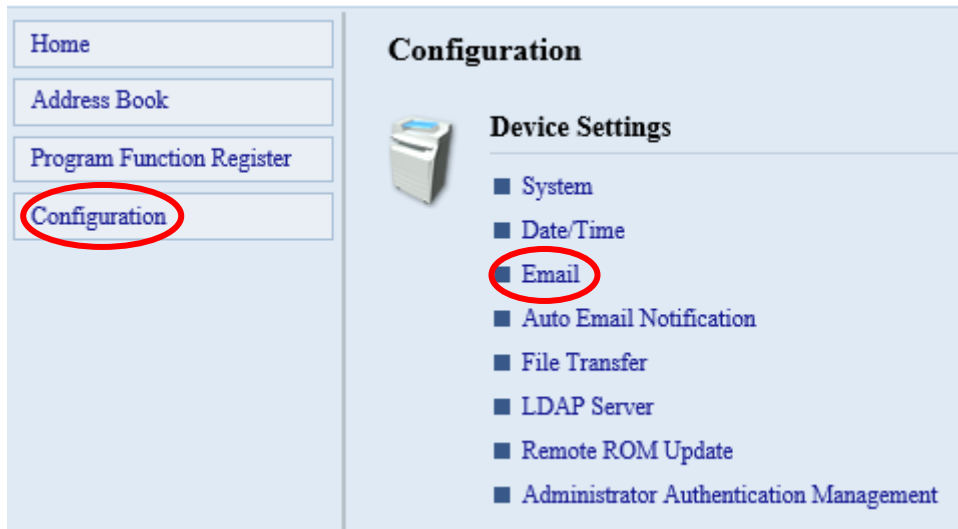 Home
Address Book
Program Function Register
Configuration
Configuration
Device Settings
System
Date/Time
Email
Auto Email Notification
File Transfer
LDAP Server
Remote ROM Update
Administrator Authentication Management